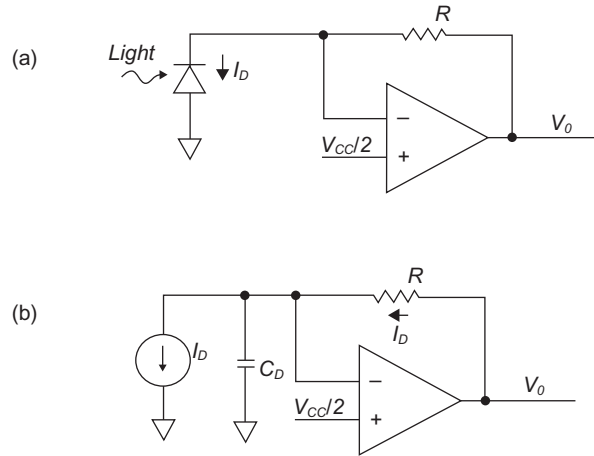 (a)
Light
I_D
R
V_CC/2
−
+
V_0
(b)
I_D
C_D
R
I_D
V_CC/2
−
+
V_0